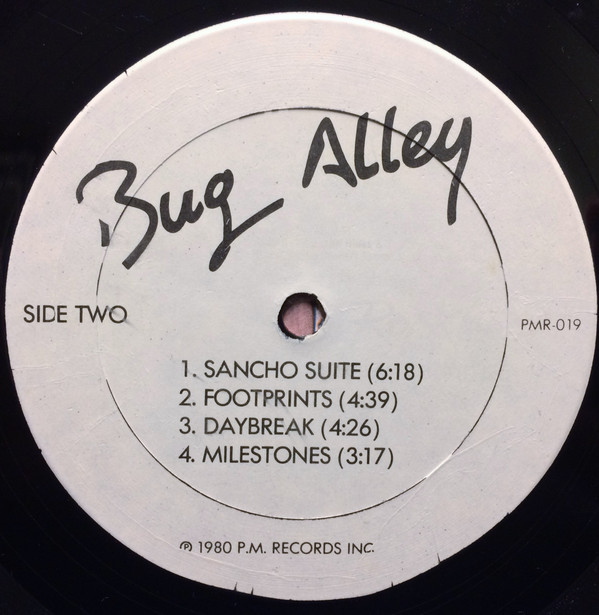 Bug Alley
SIDE TWO
PMR-019
1. SANCHO SUITE (6:18)
2. FOOTPRINTS (4:39)
3. DAYBREAK (4:26)
4. MILESTONES (3:17)
℗ 1980 P.M. RECORDS INC.